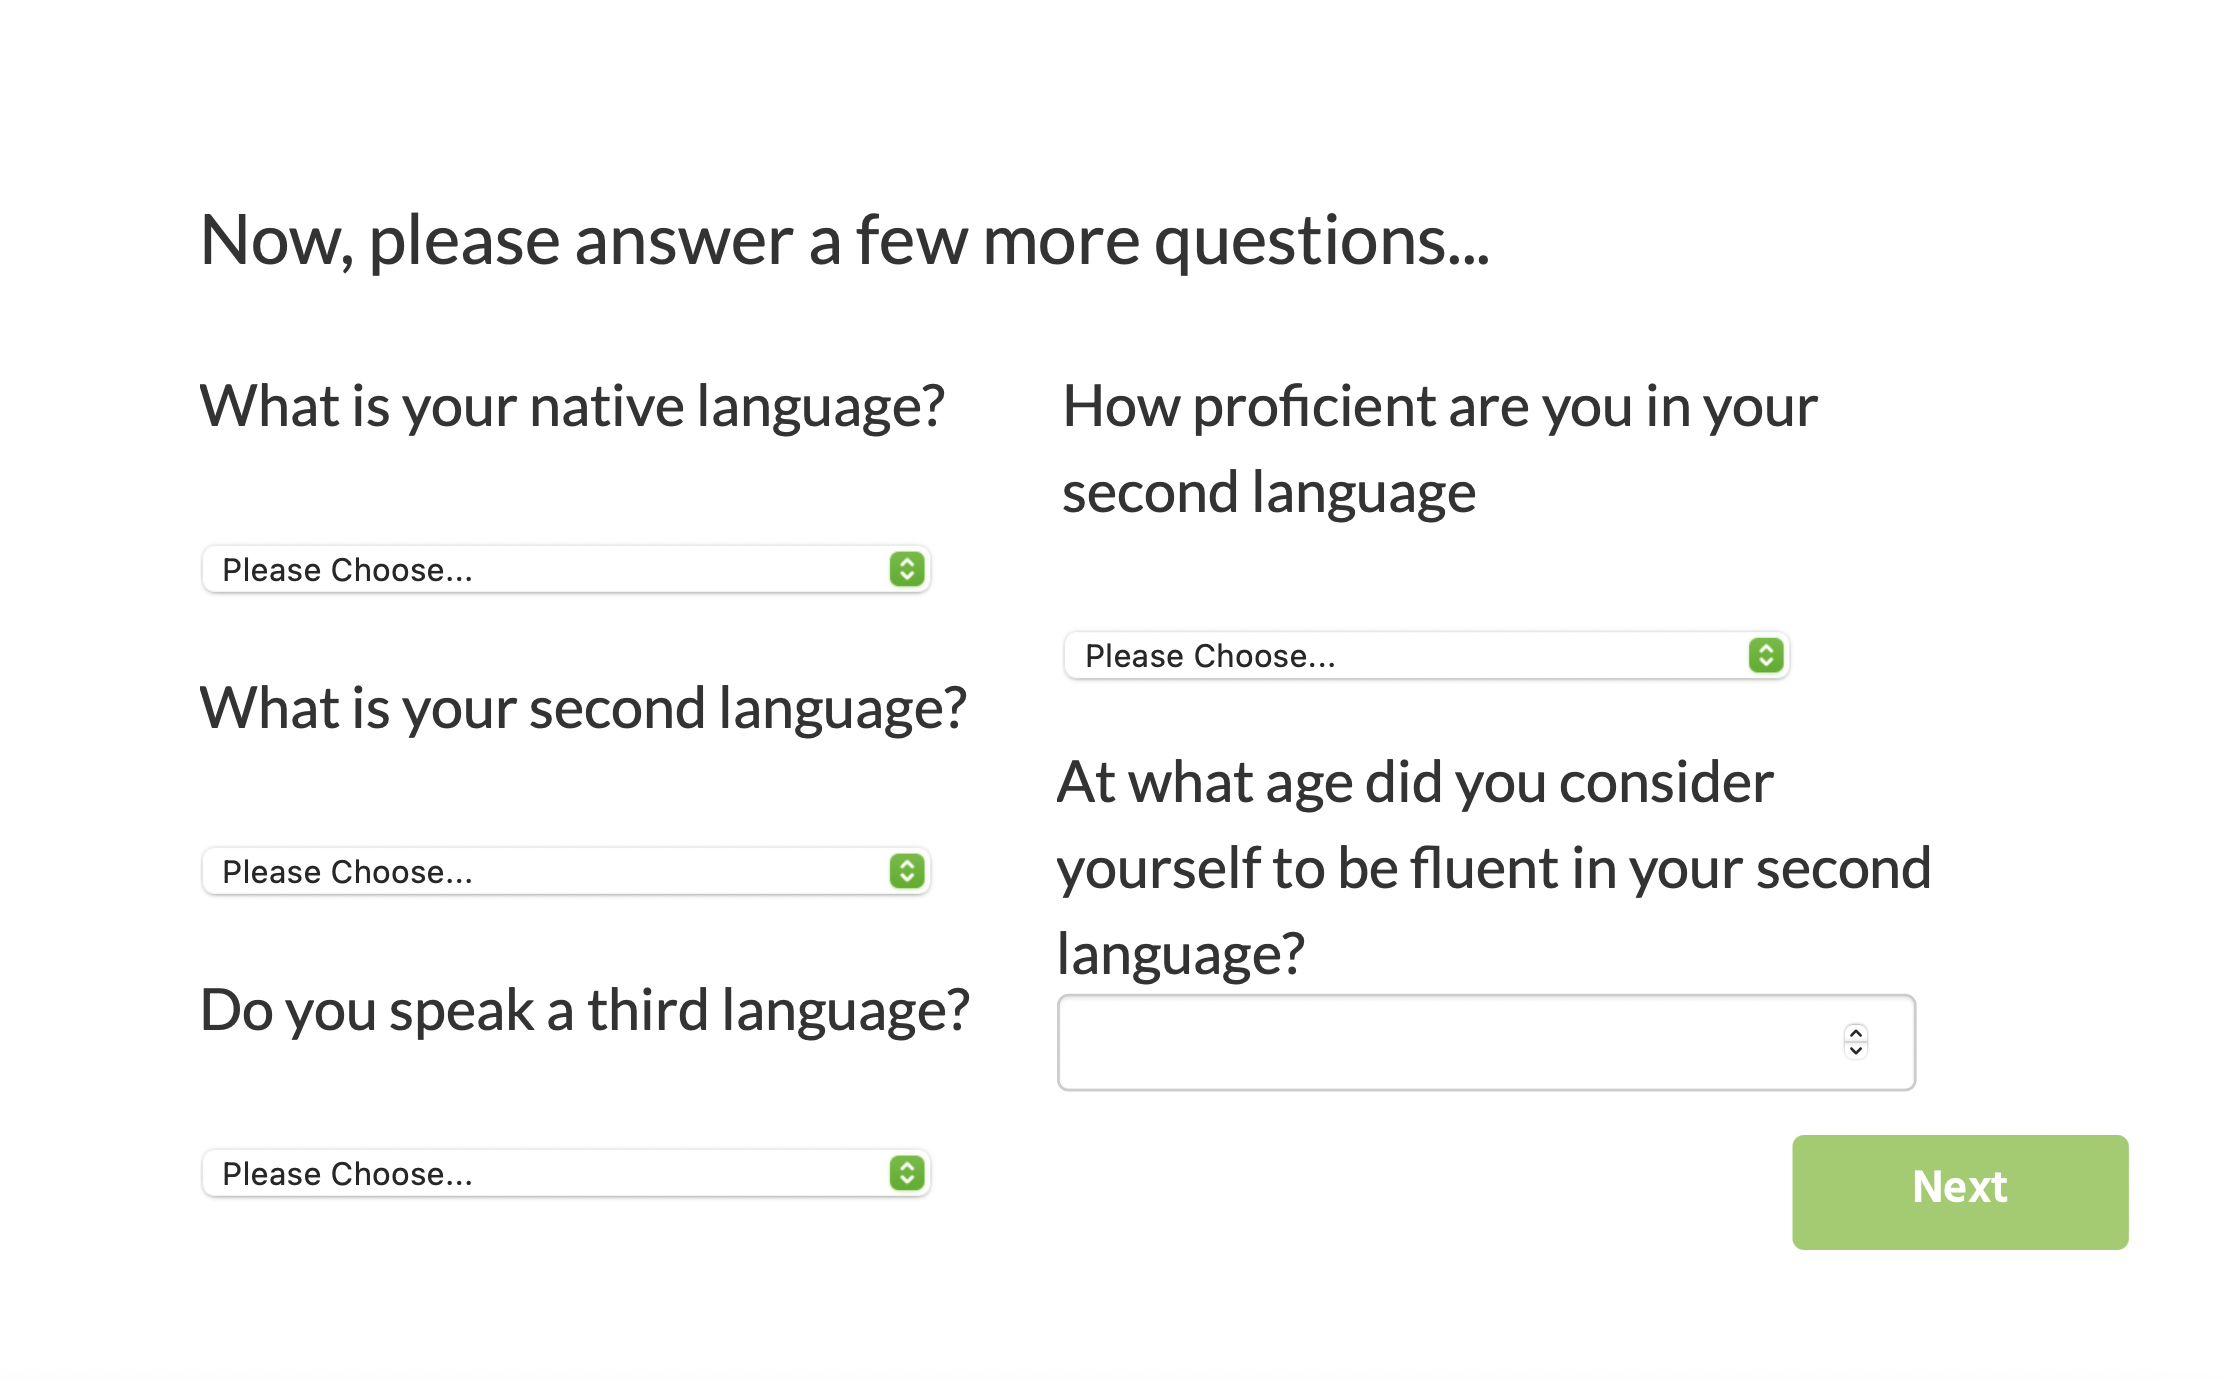 Now, please answer a few more questions...
What is your native language?
Please Choose...
What is your second language?
Please Choose...
Do you speak a third language?
Please Choose...
How proficient are you in your
second language
Please Choose...
At what age did you consider
yourself to be fluent in your second
language?
Next